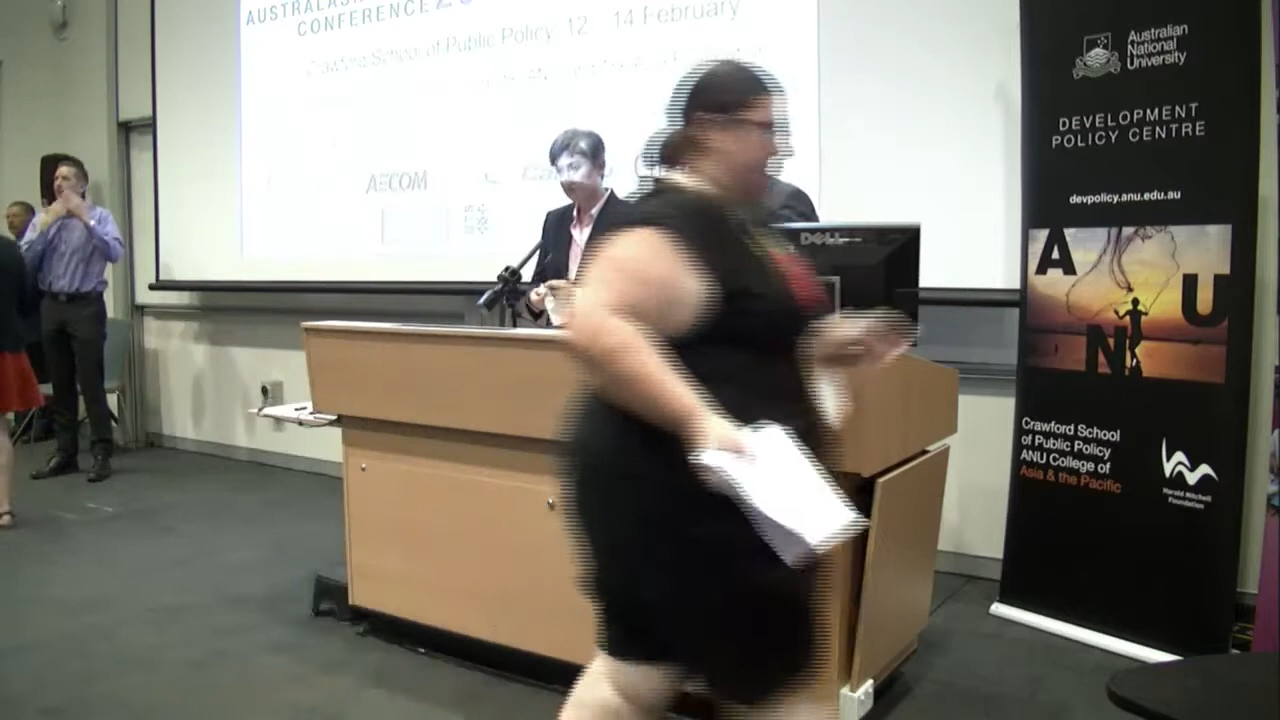 CONFERENCE
Crawford School of Public Policy, 12 - 14 February
AECOM
DELL
Australian
National
University
DEVELOPMENT
POLICY CENTRE
devpolicy.anu.edu.au
A
N
U
Crawford School
of Public Policy
ANU College of
Asia & the Pacific
Harold Mitchell
Foundation